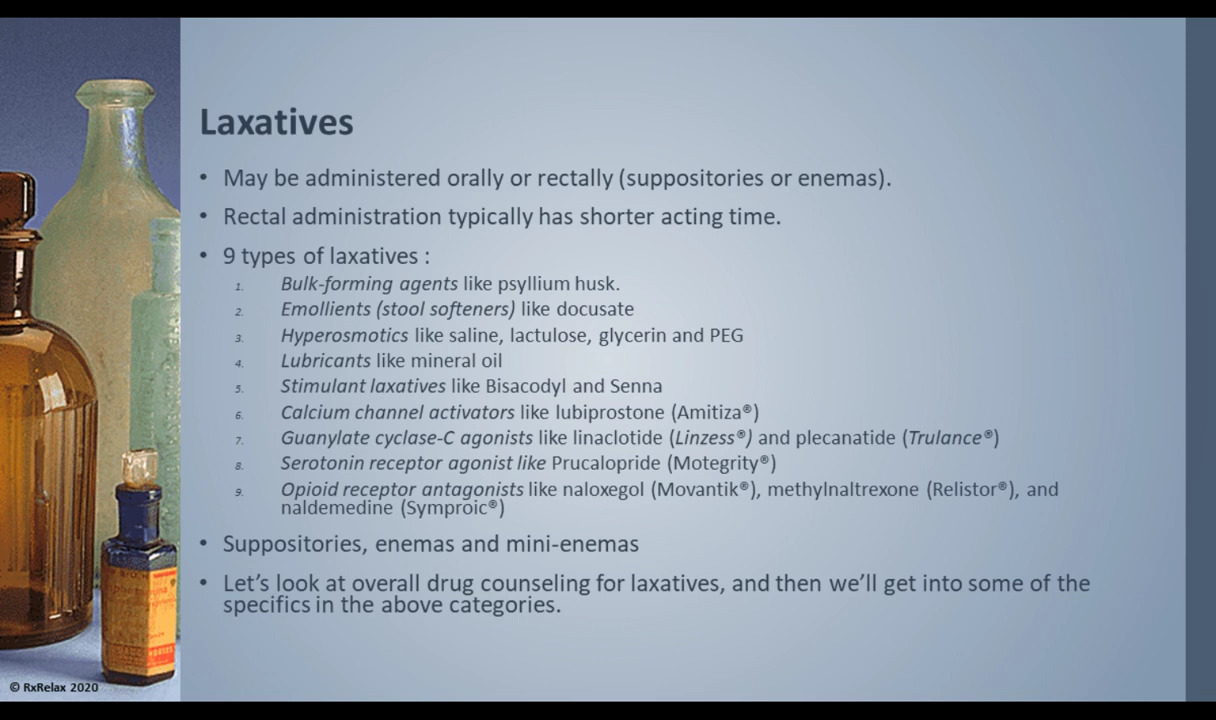 Laxatives
• May be administered orally or rectally (suppositories or enemas).
• Rectal administration typically has shorter acting time.
• 9 types of laxatives :
1. Bulk-forming agents like psyllium husk.
2. Emollients (stool softeners) like docusate
3. Hyperosmotics like saline, lactulose, glycerin and PEG
4. Lubricants like mineral oil
5. Stimulant laxatives like Bisacodyl and Senna
6. Calcium channel activators like lubiprostone (Amitiza®)
7. Guanylate cyclase-C agonists like linaclotide (Linzess®) and plecanatide (Trulance®)
8. Serotonin receptor agonist like Prucalopride (Motegrity®)
9. Opioid receptor antagonists like naloxegol (Movantik®), methylnaltrexone (Relistor®), and
naldemedine (Symproic®)
• Suppositories, enemas and mini-enemas
• Let’s look at overall drug counseling for laxatives, and then we’ll get into some of the
specifics in the above categories.
© RxRelax 2020